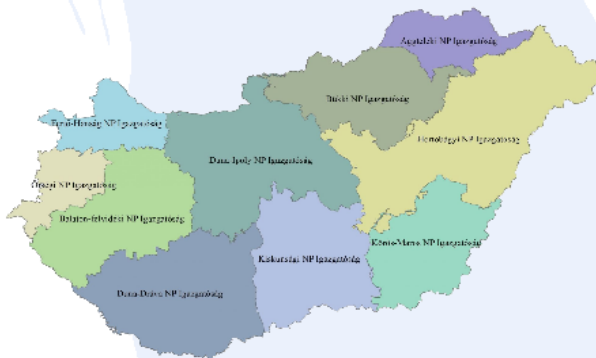 Aggteleki NP Igazgatóság
Bükki NP Igazgatóság
Fertő-Hanság NP Igazgatóság
Hortobágyi NP Igazgatóság
Duna-Ipoly NP Igazgatóság
Őrségi NP Igazgatóság
Balaton-felvidéki NP Igazgatóság
Körös-Maros NP Igazgatóság
Kiskunsági NP Igazgatóság
Duna-Dráva NP Igazgatóság